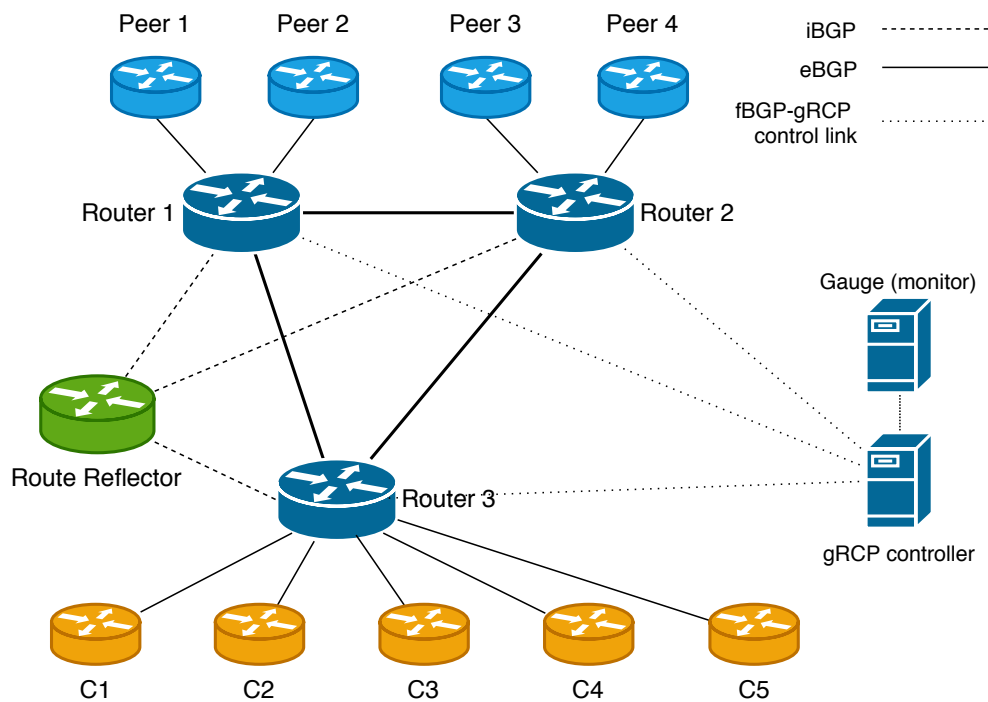 Peer 1
Peer 2
Peer 3
Peer 4
iBGP
eBGP
fBGP-gRCP
control link
Router 1
Router 2
Gauge (monitor)
Route Reflector
Router 3
gRCP controller
C1
C2
C3
C4
C5